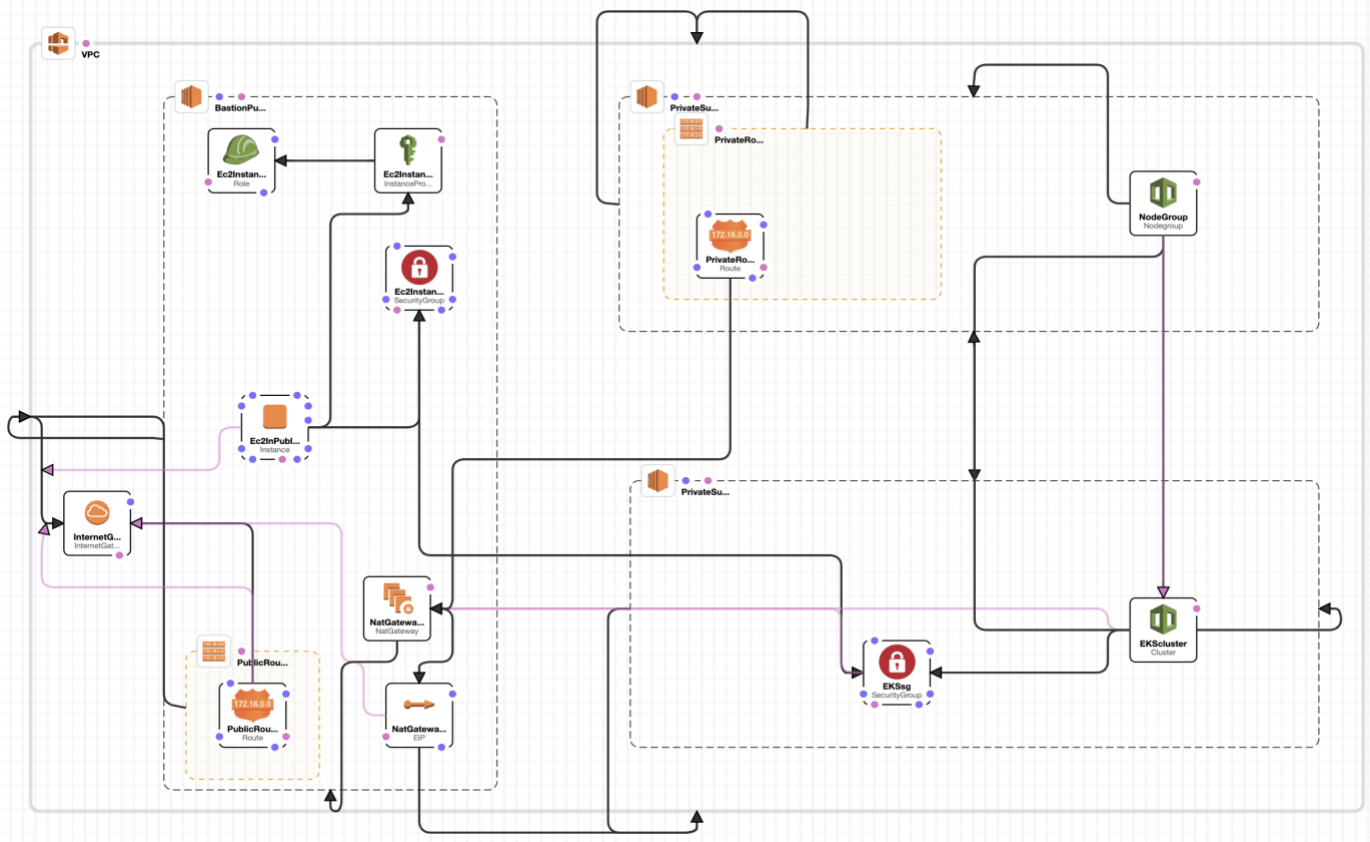 VPC
BastionPu...
PrivateSu...
PrivateRo...
Ec2Instan...
Role
Ec2Instan...
InstancePro...
NodeGroup
Nodegroup
172.16.0.0
PrivateRo...
Route
Ec2Instan...
SecurityGroup
Ec2InPubl...
Instance
PrivateSu...
InternetG...
InternetGat...
NatGatewa...
NatGateway
EKScluster
Cluster
PublicRou...
EKSsg
SecurityGroup
172.16.0.0
PublicRou...
Route
NatGatewa...
EIP